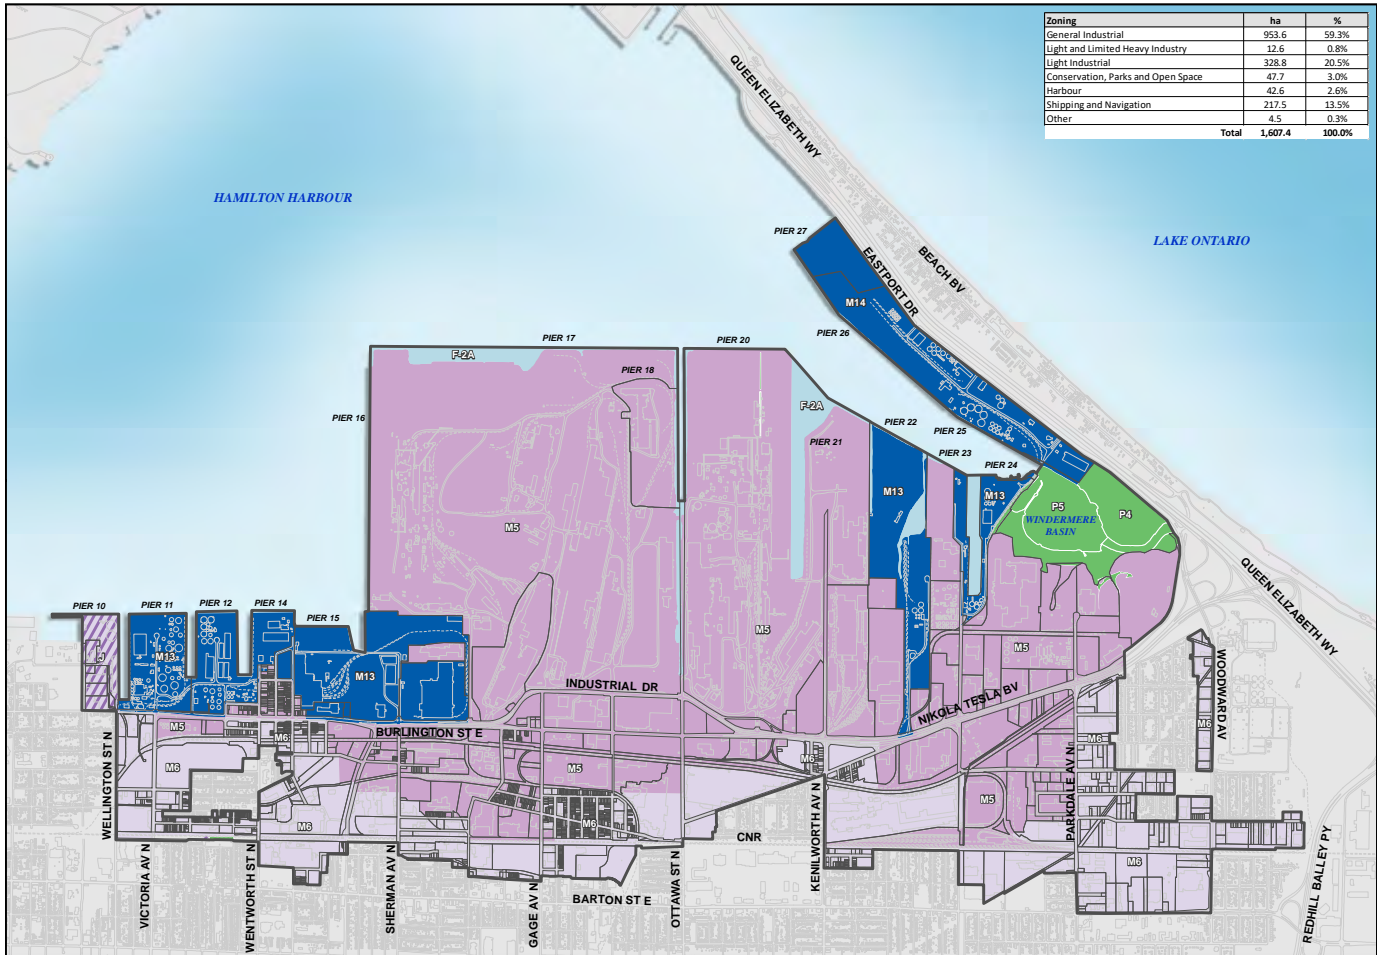 Zoning ha %
General Industrial 953.6 59.3%
Light and Limited Heavy Industry 12.6 0.8%
Light Industrial 328.8 20.5%
Conservation, Parks and Open Space 47.7 3.0%
Harbour 42.6 2.6%
Shipping and Navigation 217.5 13.5%
Other 4.5 0.3%
Total 1,607.4 100.0%
QUEEN ELIZABETH WY
HAMILTON HARBOUR
LAKE ONTARIO
PIER 27
EASTPORT DR
BEACH BV
M14
PIER 26
PIER 17
PIER 20
F-2A
PIER 18
F-2A
PIER 16
PIER 22
PIER 25
PIER 21
PIER 23
PIER 24
M13
M13
P5
P4
WINDERMERE
BASIN
M5
QUEEN ELIZABETH WY
PIER 10
PIER 11
PIER 12
PIER 14
PIER 15
M5
M5
J
M13
M13
INDUSTRIAL DR
NIKOLA TESLA BV
WOODWARD AV
M5
BURLINGTON ST E
M6
M6
M6
M6
M5
M6
WELLINGTON ST N
M5
PARKDALE AV N
M6
M6
CNR
M6
VICTORIA AV N
WENTWORTH ST N
SHERMAN AV N
GAGE AV N
BARTON ST E
OTTAWA ST N
KENILWORTH AV N
REDHILL BALLEY PY